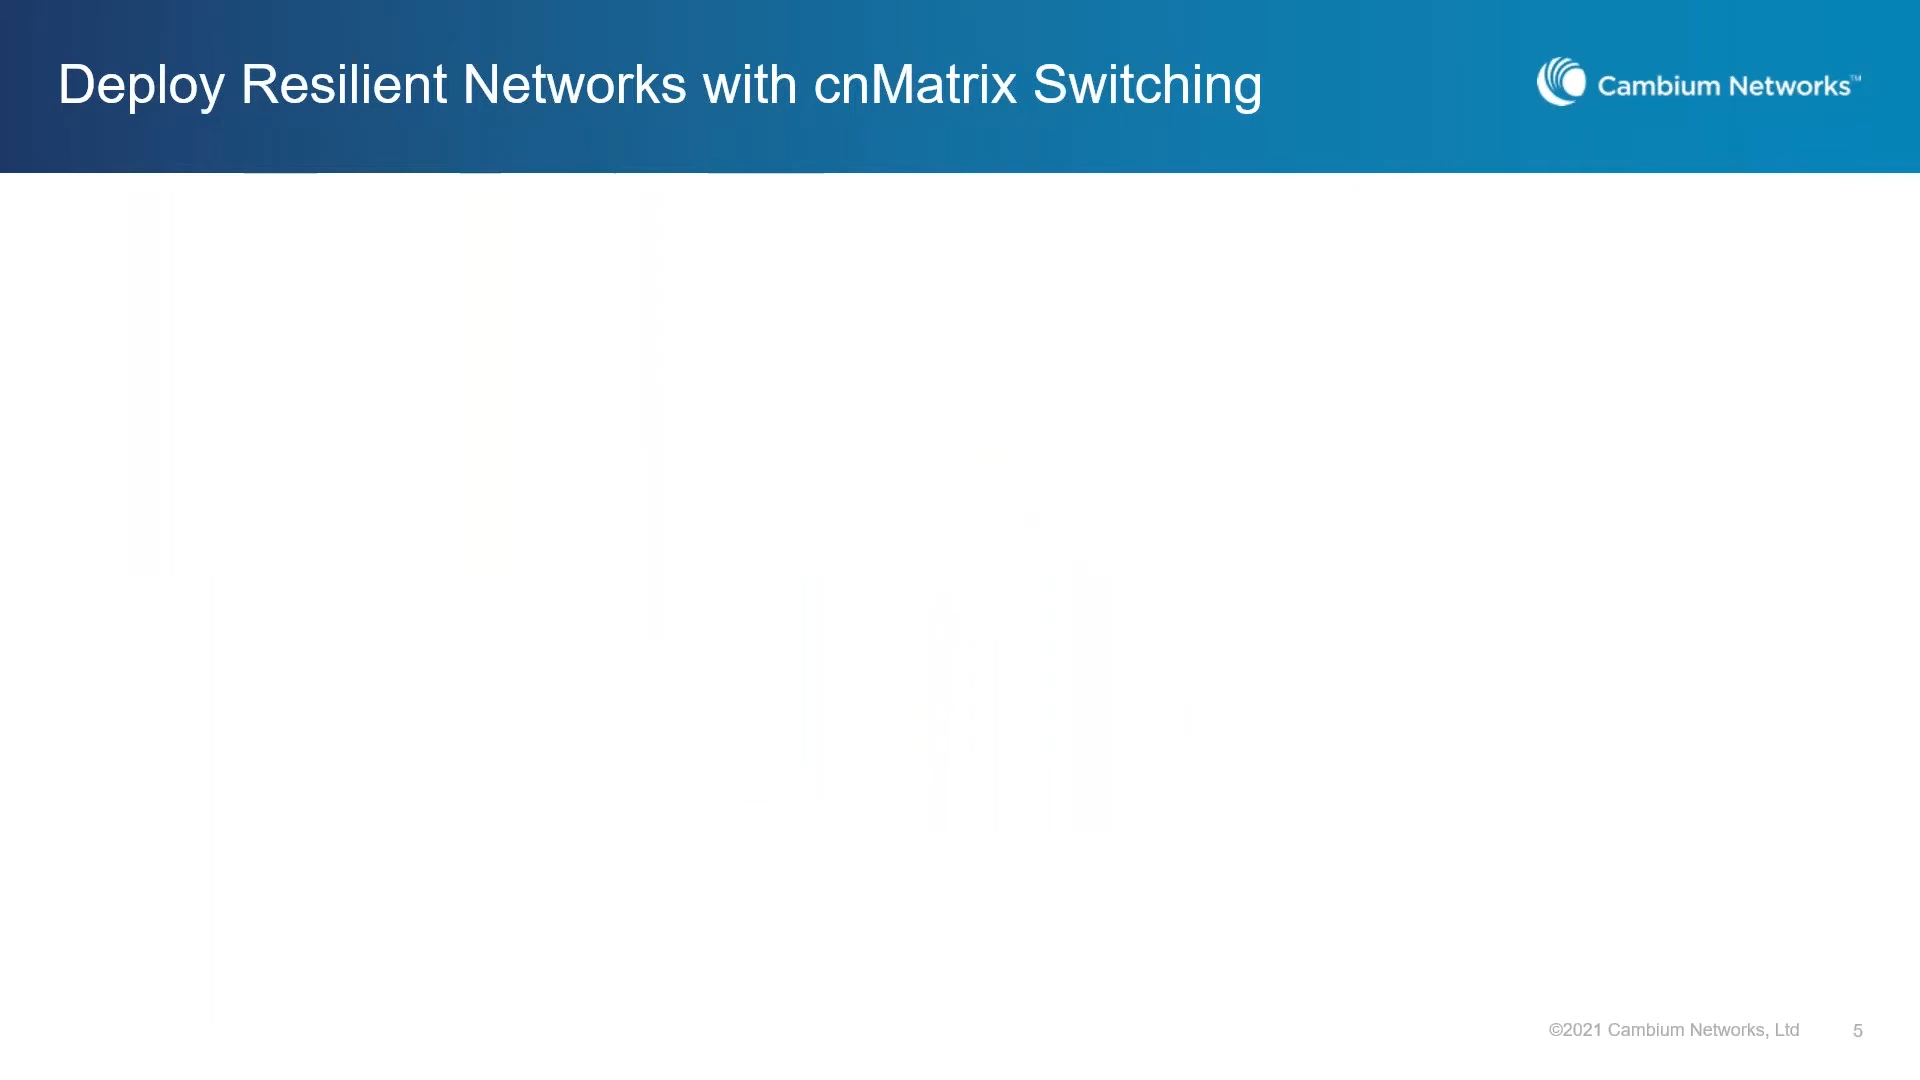 Deploy Resilient Networks with cnMatrix Switching
Cambium Networks™
©2021 Cambium Networks, Ltd
5